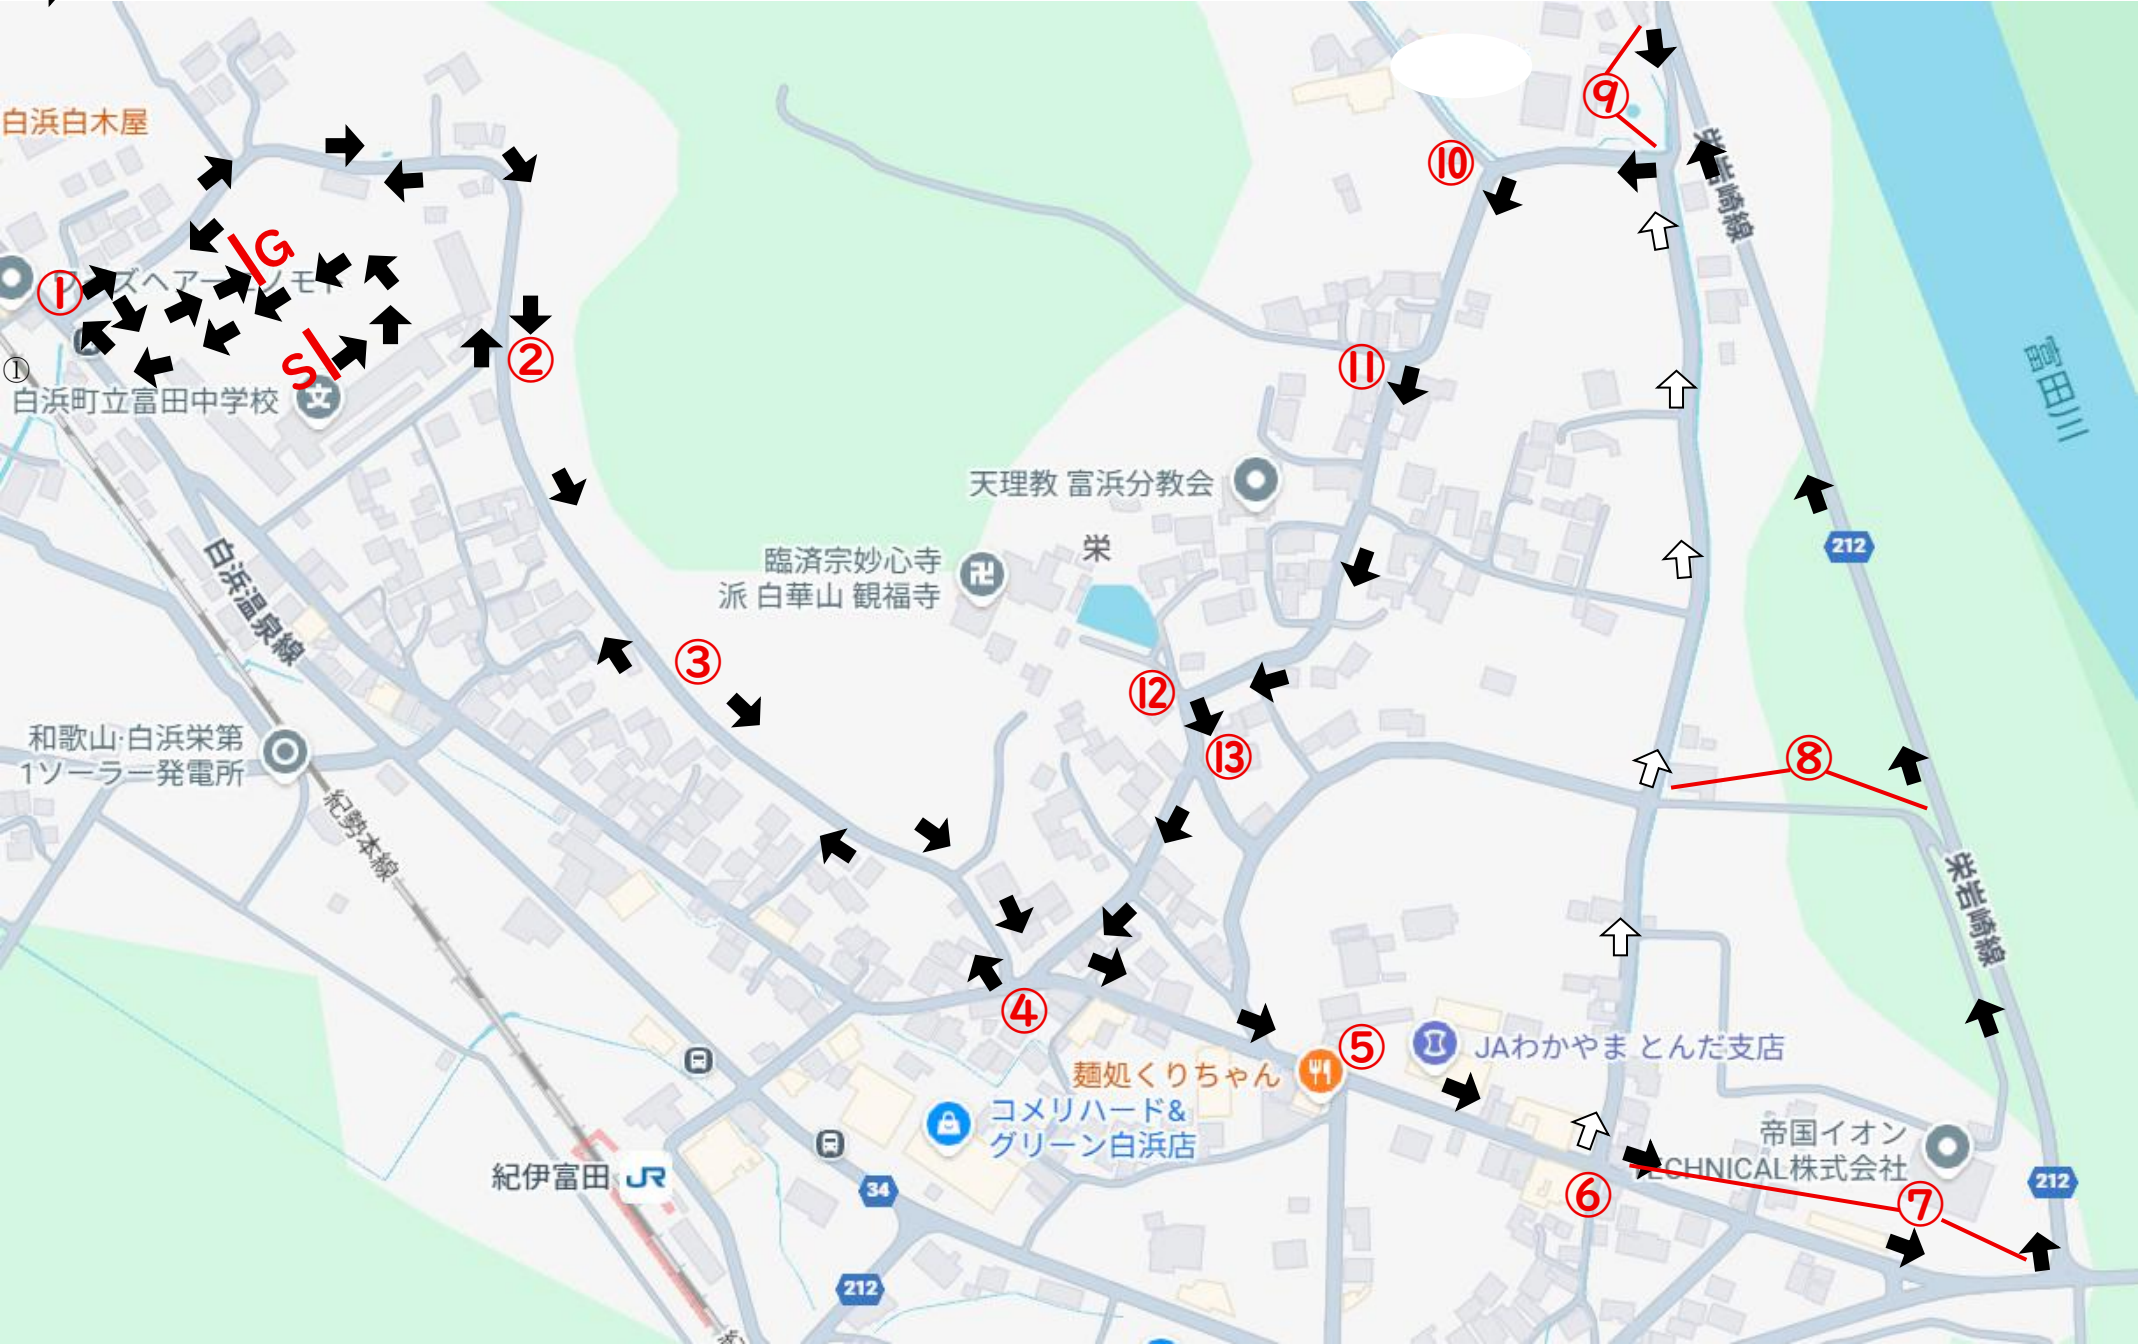 白浜白木屋
⑨
⑩
栄岩崎線
G
①
S
①
白浜町立富田中学校
②
⑪
富田川
天理教 富浜分教会
栄
臨済宗妙心寺
派 白華山 観福寺
212
白浜温泉線
③
⑫
⑬
⑧
和歌山·白浜栄第
1ソーラー発電所
紀勢本線
栄岩崎線
④
⑤
JAわかやま とんだ支店
麺処くりちゃん
コメリハード&
グリーン白浜店
帝国イオン
ECHNICAL株式会社
紀伊富田
JR
34
⑥
⑦
212
212